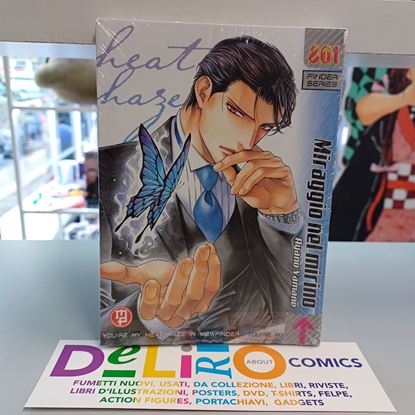 heat
haze
801
FINDER
SERIES
Miraggio nel mirino
Ayano Yamane
YOU'RE MY HEAT HAZE IN VIEWFINDER YOU'RE MY
DeLiRiO ABOUT COMICS
FUMETTI NUOVI, USATI, DA COLLEZIONE, LIBRI, RIVISTE,
LIBRI D'ILLUSTRAZIONI, POSTERS, DVD, T-SHIRTS, FELPE,
ACTION FIGURES, PORTACHIAVI, GADGETS